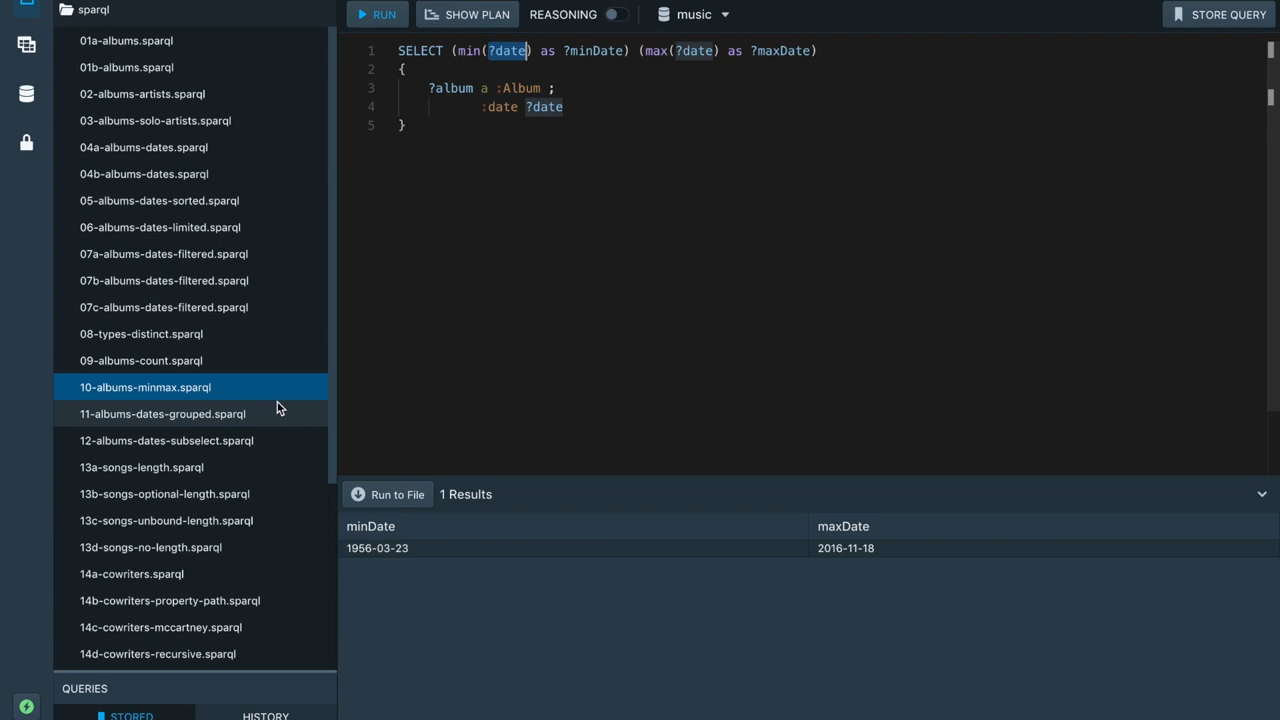 sparql
01a-albums.sparql
01b-albums.sparql
02-albums-artists.sparql
03-albums-solo-artists.sparql
04a-albums-dates.sparql
04b-albums-dates.sparql
05-albums-dates-sorted.sparql
06-albums-dates-limited.sparql
07a-albums-dates-filtered.sparql
07b-albums-dates-filtered.sparql
07c-albums-dates-filtered.sparql
08-types-distinct.sparql
09-albums-count.sparql
10-albums-minmax.sparql
11-albums-dates-grouped.sparql
12-albums-dates-subselect.sparql
13a-songs-length.sparql
13b-songs-optional-length.sparql
13c-songs-unbound-length.sparql
13d-songs-no-length.sparql
14a-cowriters.sparql
14b-cowriters-property-path.sparql
14c-cowriters-mccartney.sparql
14d-cowriters-recursive.sparql
QUERIES
STORED HISTORY
RUN SHOW PLAN REASONING music STORE QUERY
1 SELECT (min(?date) as ?minDate) (max(?date) as ?maxDate)
2 {
3 ?album a :Album ;
4 :date ?date
5 }
Run to File 1 Results
minDate maxDate
1956-03-23 2016-11-18